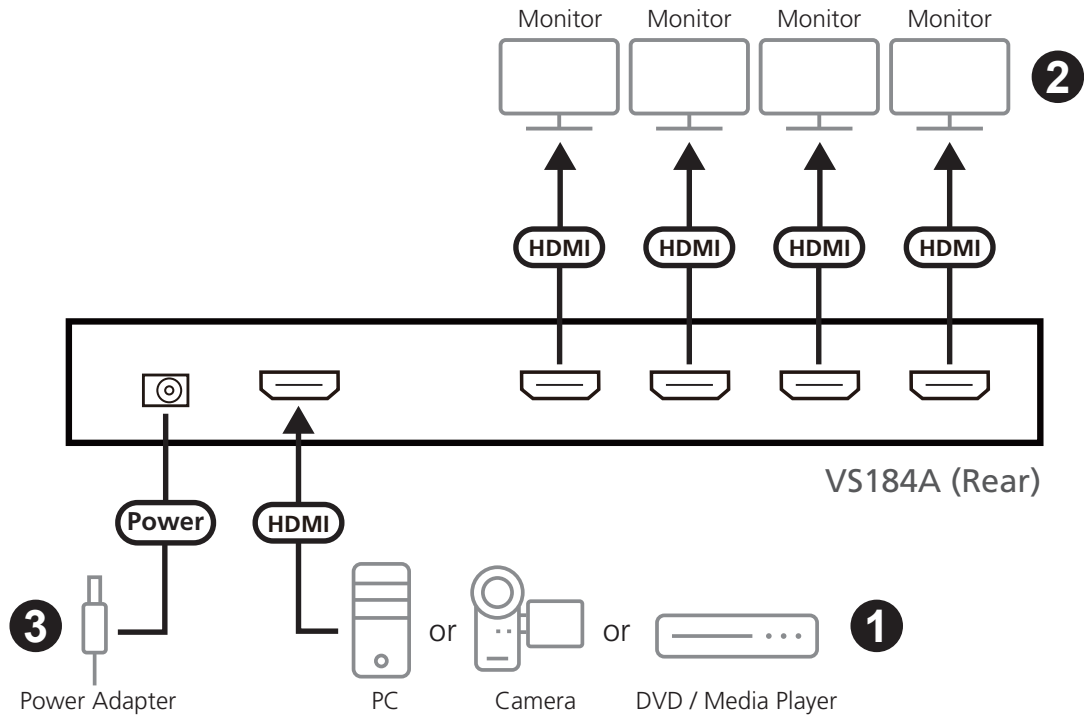 Monitor Monitor Monitor Monitor
2
HDMI HDMI HDMI HDMI
VS184A (Rear)
Power HDMI
3 or or 1
Power Adapter PC Camera DVD / Media Player